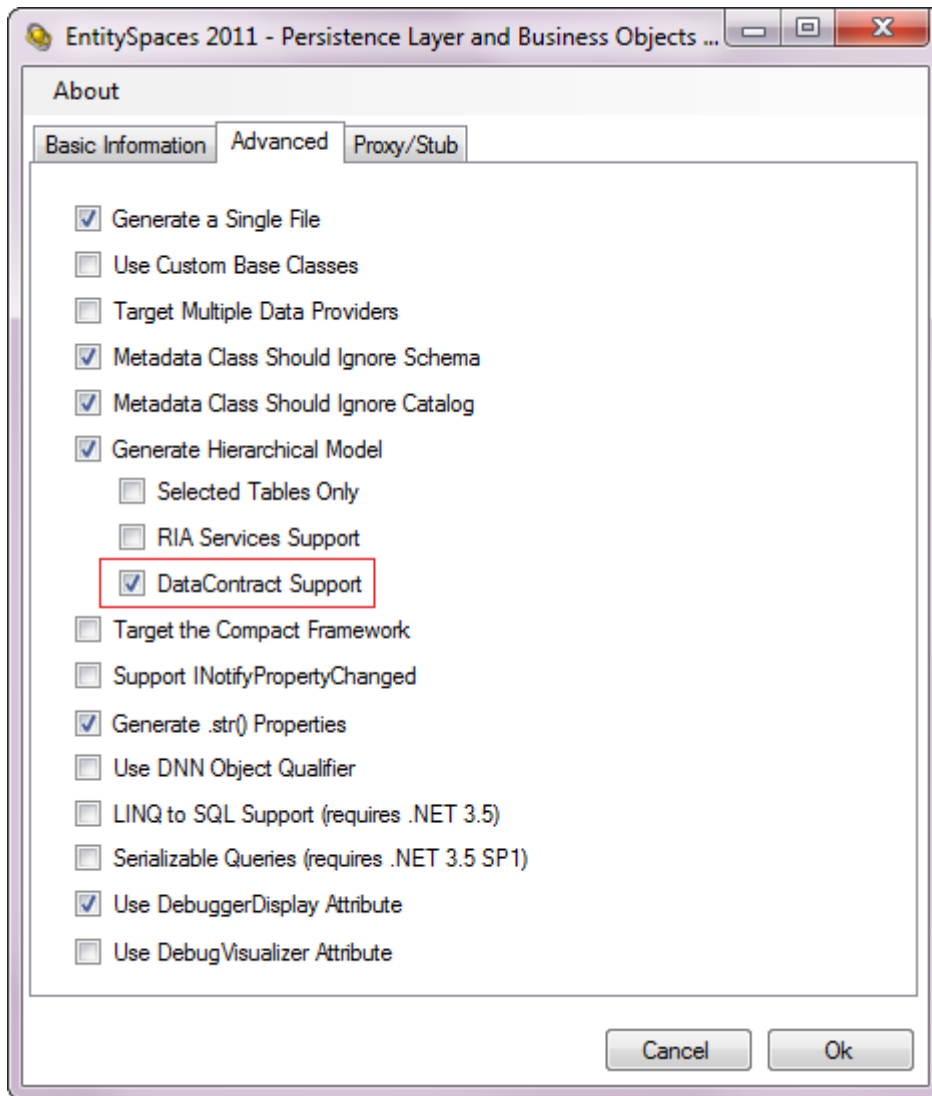 EntitySpaces 2011 - Persistence Layer and Business Objects ...
About
Basic Information Advanced Proxy/Stub
Generate a Single File
Use Custom Base Classes
Target Multiple Data Providers
Metadata Class Should Ignore Schema
Metadata Class Should Ignore Catalog
Generate Hierarchical Model
Selected Tables Only
RIA Services Support
DataContract Support
Target the Compact Framework
Support INotifyPropertyChanged
Generate .str() Properties
Use DNN Object Qualifier
LINQ to SQL Support (requires .NET 3.5)
Serializable Queries (requires .NET 3.5 SP1)
Use DebuggerDisplay Attribute
Use DebugVisualizer Attribute
Cancel Ok